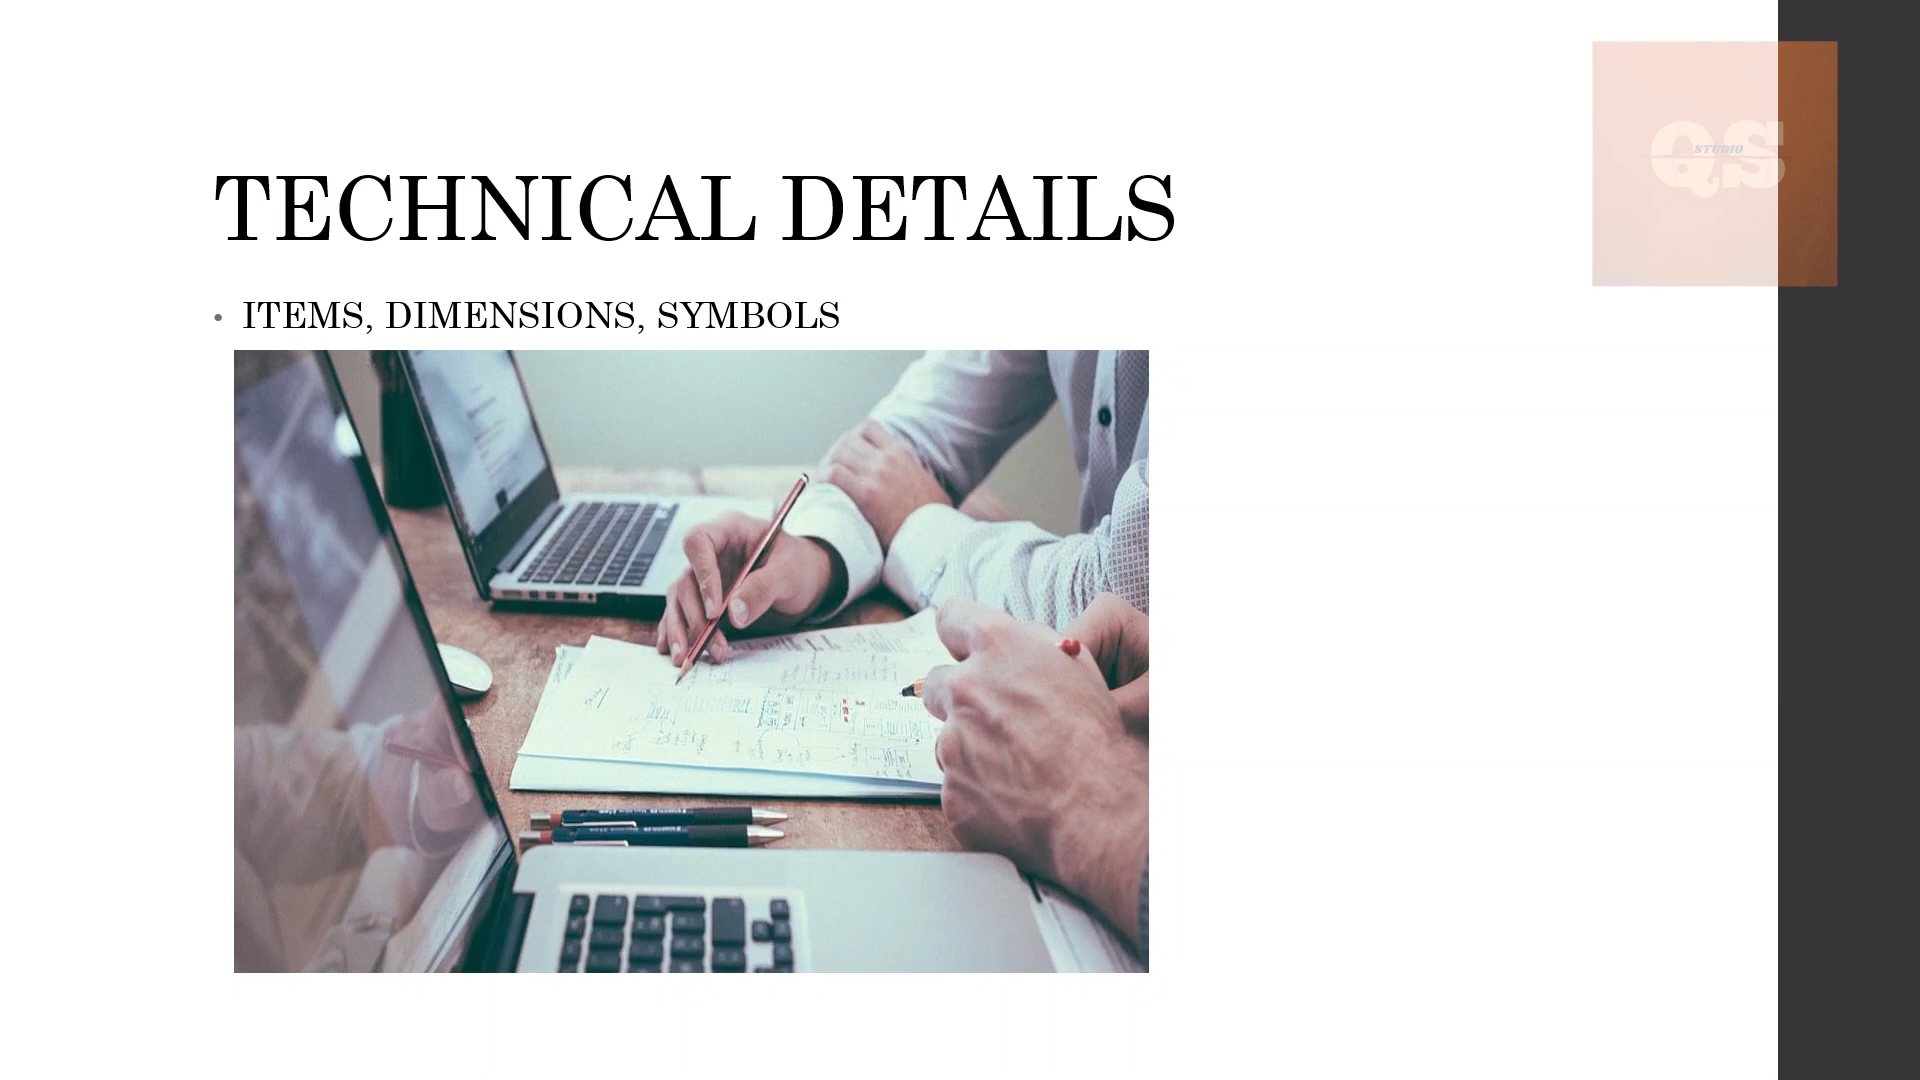 TECHNICAL DETAILS
• ITEMS, DIMENSIONS, SYMBOLS
QS
STUDIO